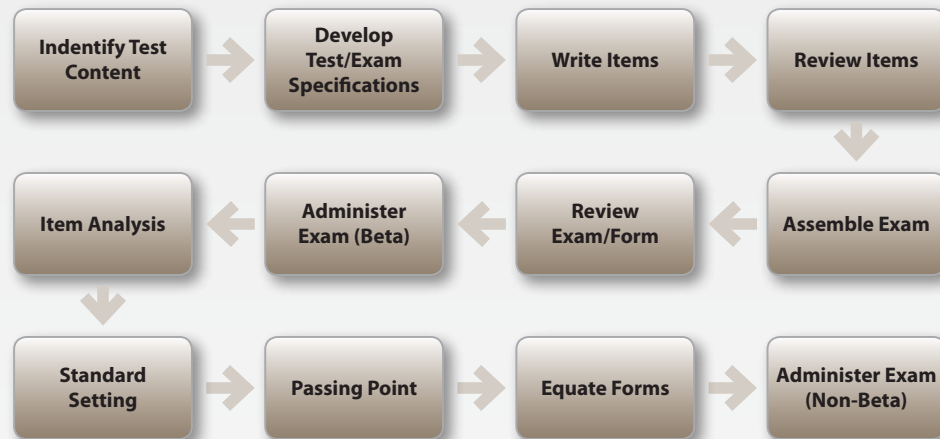 Indentify Test
Content
Develop
Test/Exam
Specifications
Write Items
Review Items
Assemble Exam
Review
Exam/Form
Administer
Exam (Beta)
Item Analysis
Standard
Setting
Passing Point
Equate Forms
Administer Exam
(Non-Beta)